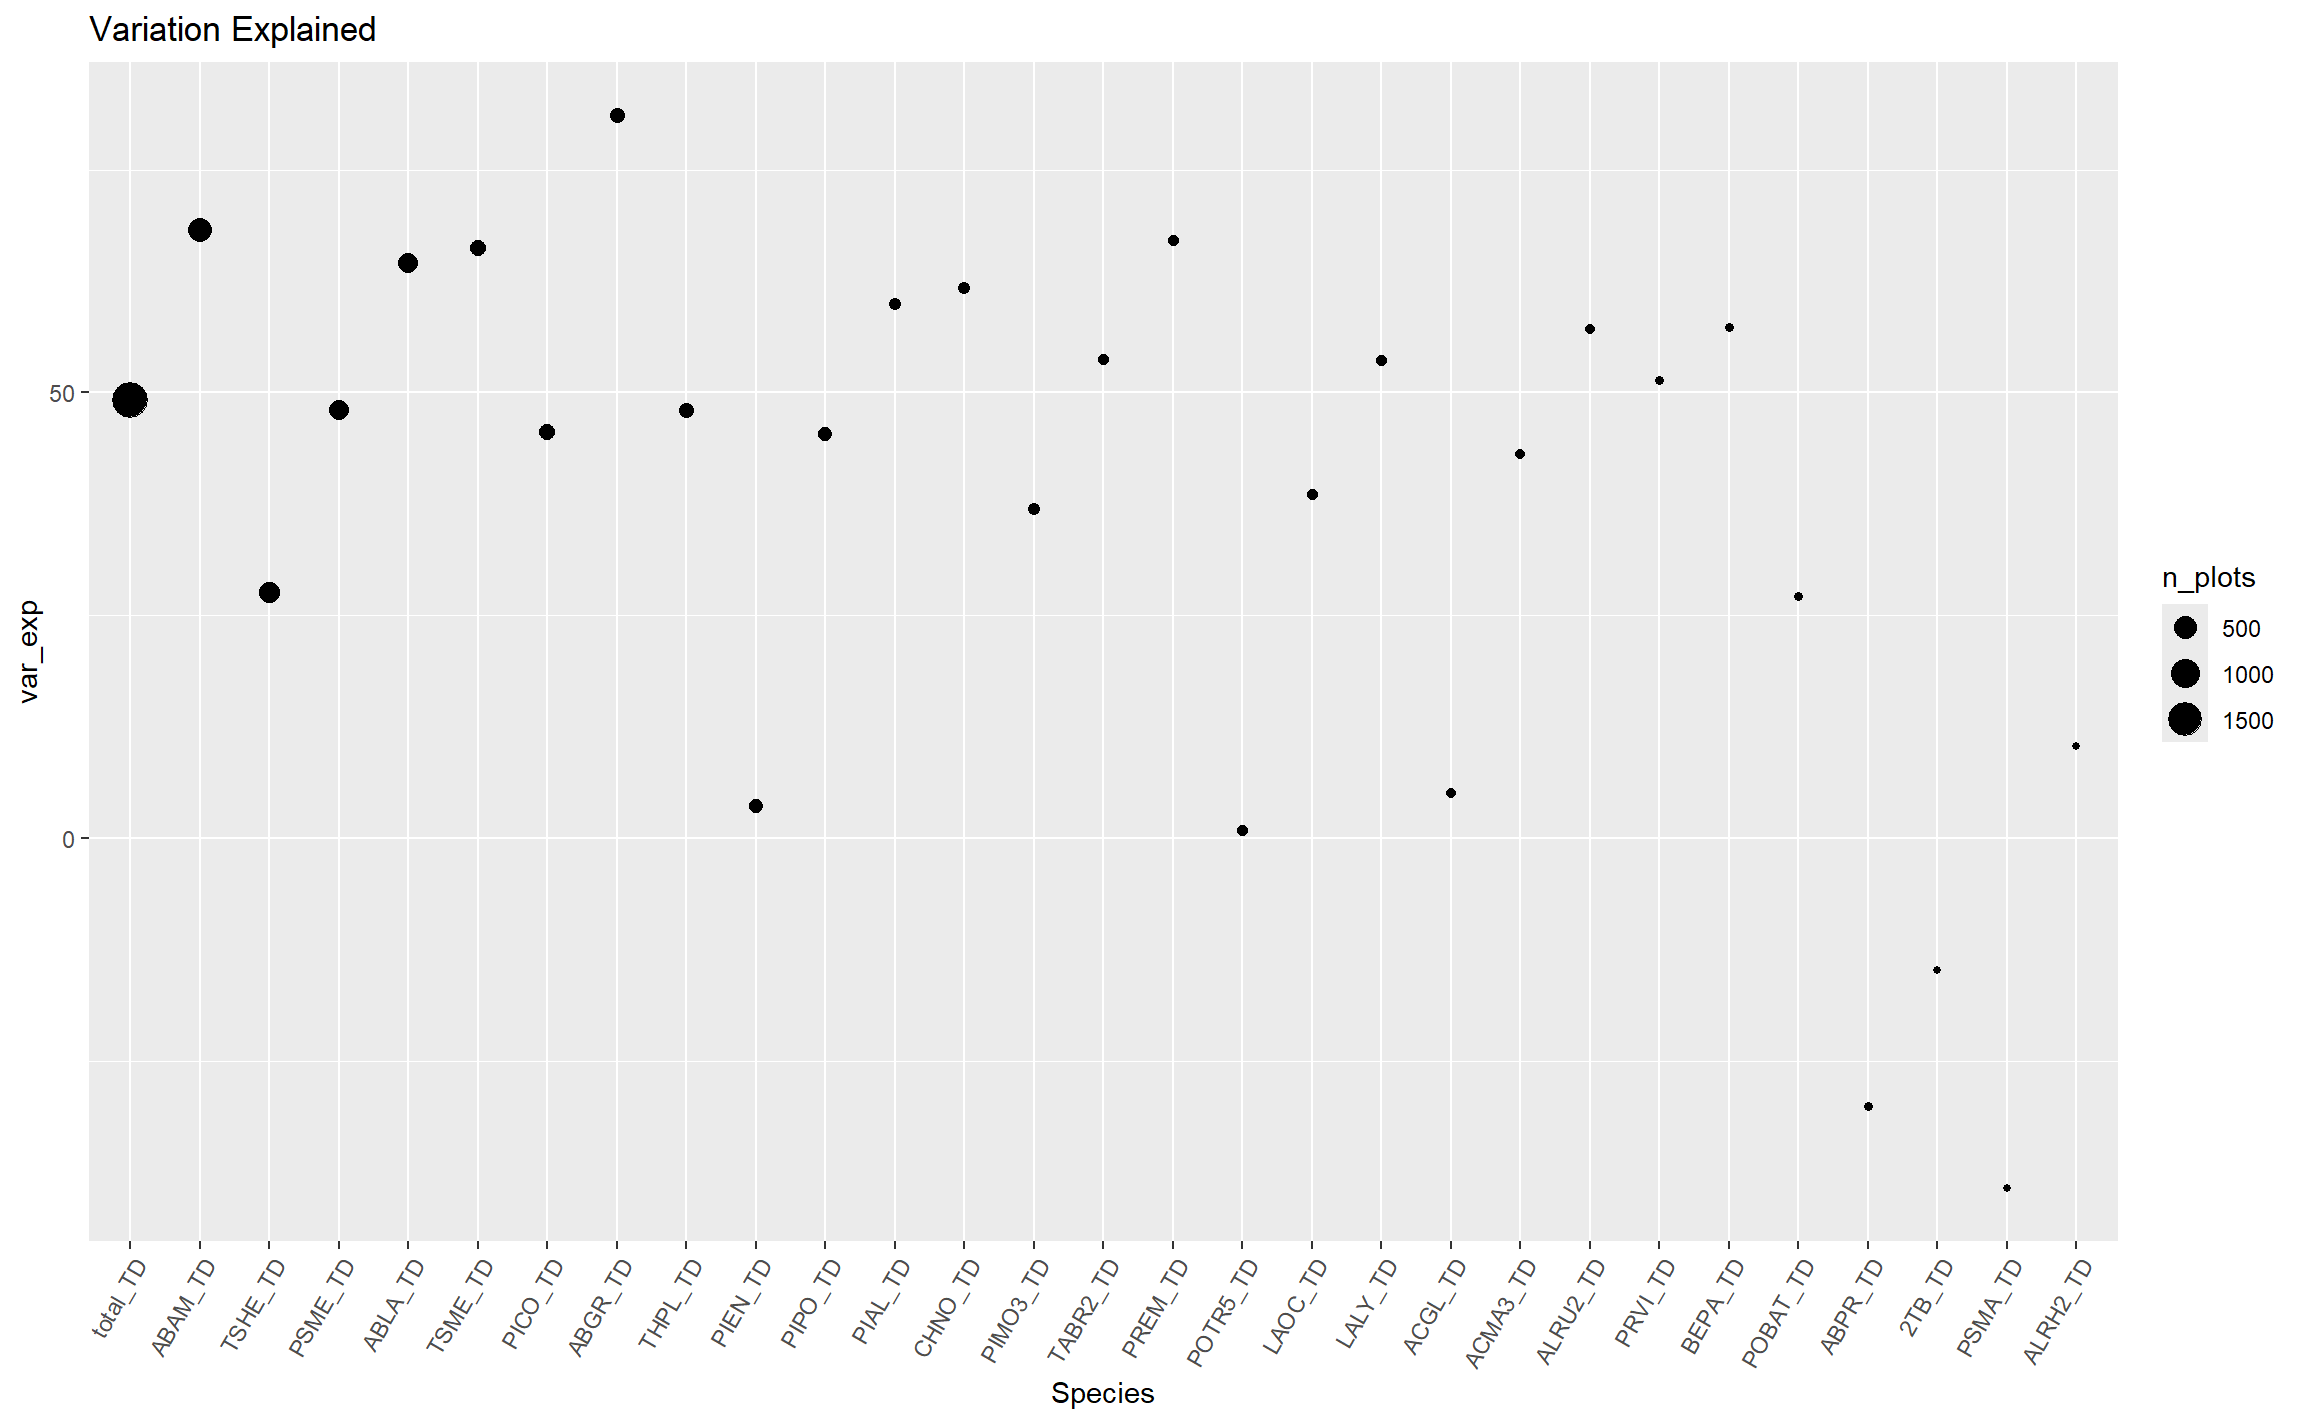 Variation Explained
var_exp
50
0
total_TD
ABAM_TD
TSHE_TD
PSME_TD
ABLA_TD
TSME_TD
PICO_TD
ABGR_TD
THPL_TD
PIEN_TD
PIPO_TD
PIAL_TD
CHNO_TD
PIMO3_TD
TABR2_TD
PREM_TD
POTR5_TD
LAOC_TD
LALY_TD
ACGL_TD
ACMA3_TD
ALRU2_TD
PRVI_TD
BEPA_TD
POBAT_TD
ABPR_TD
2TB_TD
PSMA_TD
ALRH2_TD
Species
n_plots
500
1000
1500